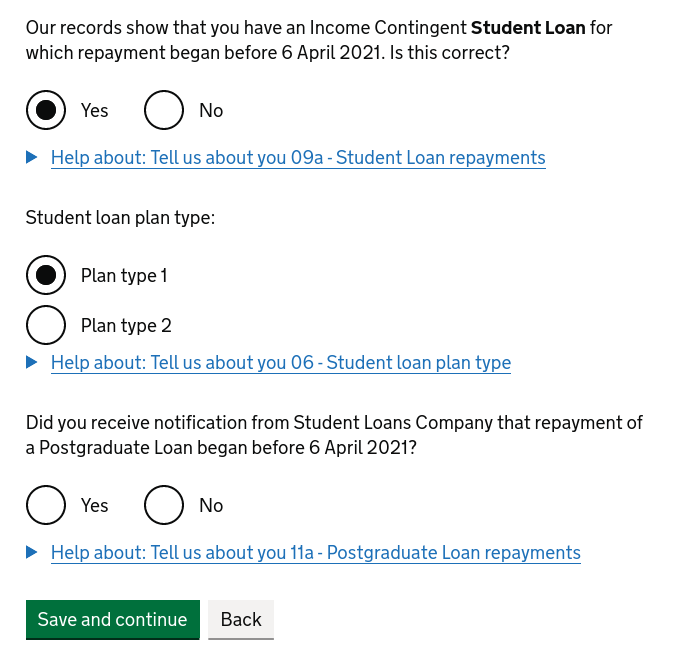 Our records show that you have an Income Contingent Student Loan for
which repayment began before 6 April 2021. Is this correct?
Yes No
Help about: Tell us about you 09a - Student Loan repayments
Student loan plan type:
Plan type 1
Plan type 2
Help about: Tell us about you 06 - Student loan plan type
Did you receive notification from Student Loans Company that repayment of
a Postgraduate Loan began before 6 April 2021?
Yes No
Help about: Tell us about you 11a - Postgraduate Loan repayments
Save and continue Back